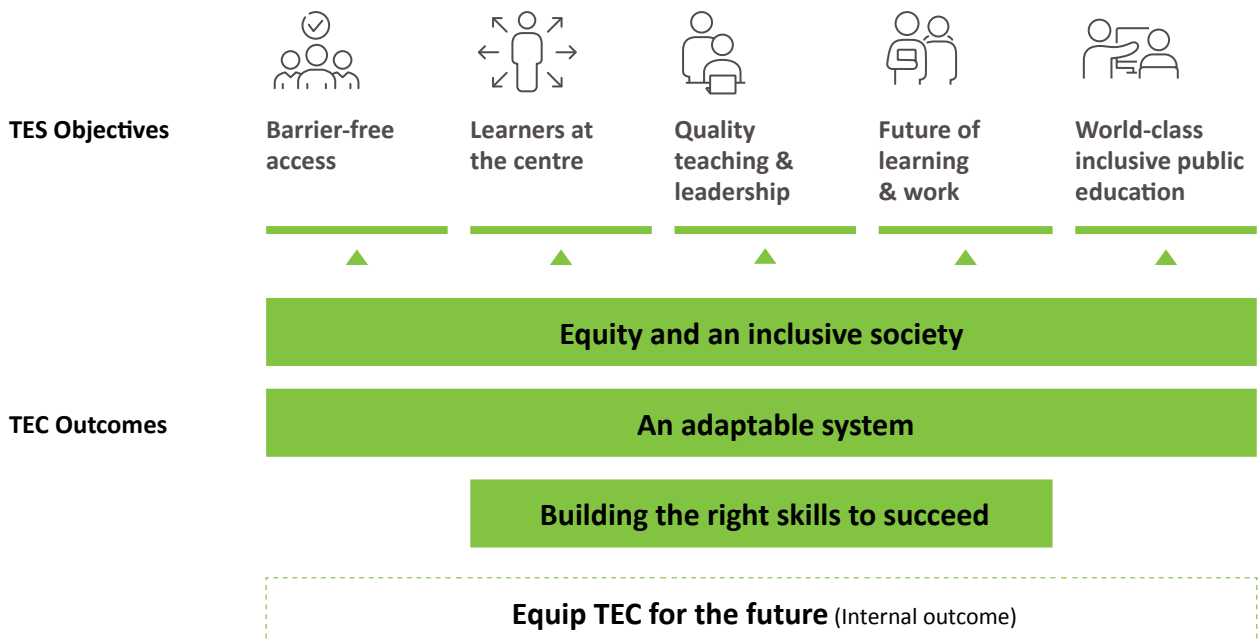 TES Objectives
Barrier-free
access
Learners at
the centre
Quality
teaching &
leadership
Future of
learning
& work
World-class
inclusive public
education
Equity and an inclusive society
TEC Outcomes
An adaptable system
Building the right skills to succeed
Equip TEC for the future (Internal outcome)